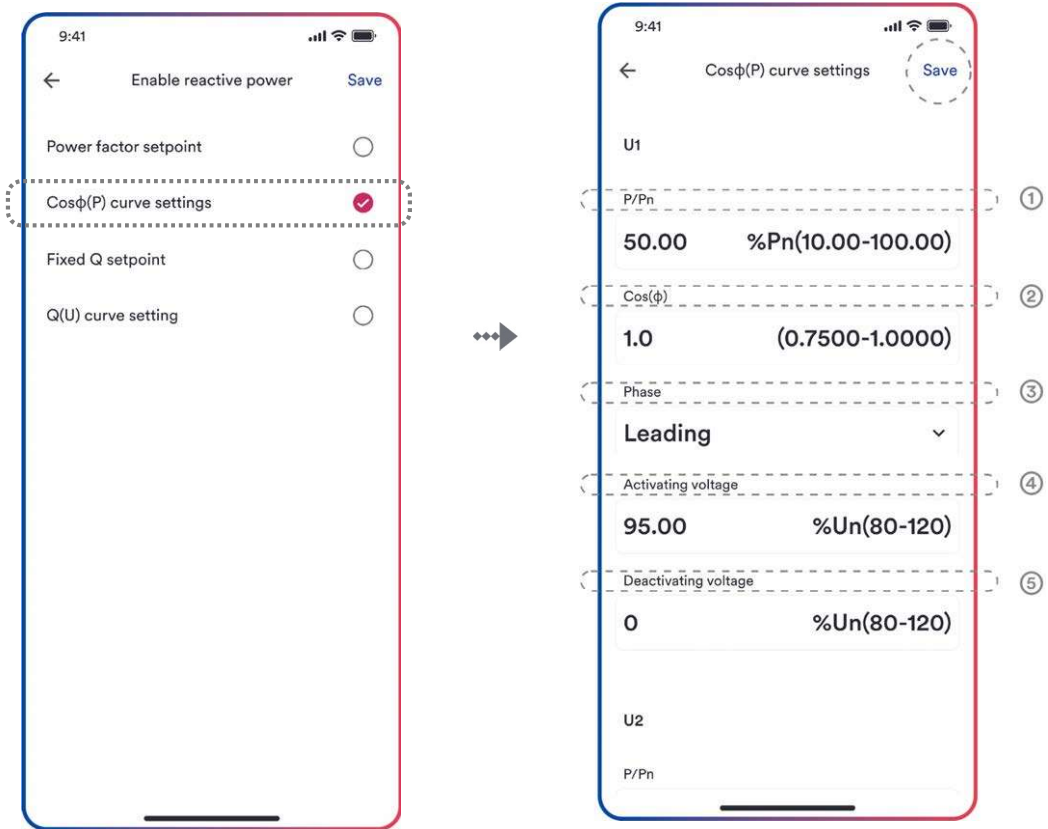 9:41
Enable reactive power
Save
Power factor setpoint
Cosφ(P) curve settings
Fixed Q setpoint
Q(U) curve setting
9:41
Cosφ(P) curve settings
Save
U1
P/Pn
①
50.00 %Pn(10.00-100.00)
Cos(φ)
②
1.0 (0.7500-1.0000)
Phase
③
Leading
Activating voltage
④
95.00 %Un(80-120)
Deactivating voltage
⑤
0 %Un(80-120)
U2
P/Pn